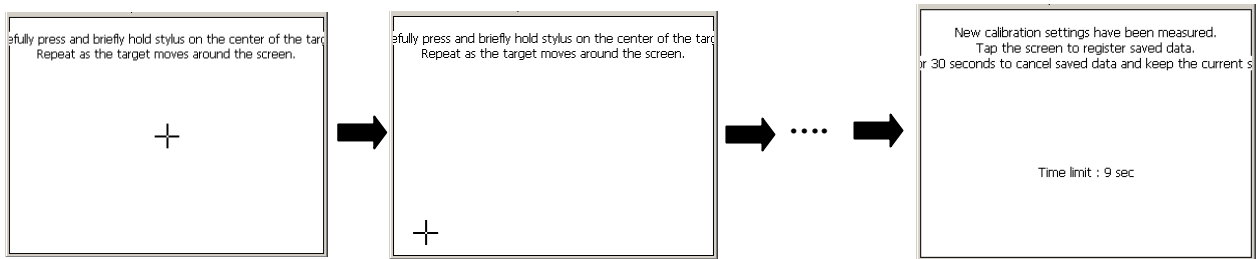 efully press and briefly hold stylus on the center of the targ
Repeat as the target moves around the screen.
efully press and briefly hold stylus on the center of the targ
Repeat as the target moves around the screen.
New calibration settings have been measured.
Tap the screen to register saved data.
or 30 seconds to cancel saved data and keep the current s
Time limit : 9 sec